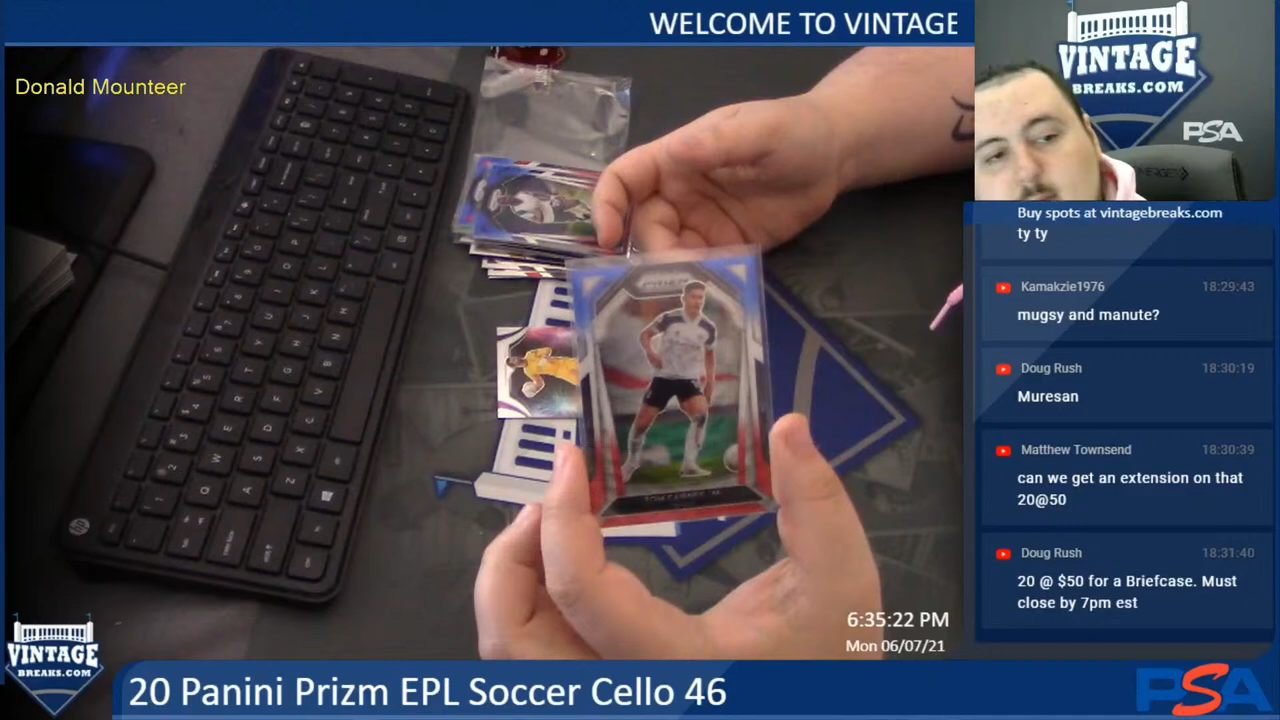 WELCOME TO VINTAGE
Donald Mounteer
VINTAGE
BREAKS.COM
PSA
Buy spots at vintagebreaks.com
ty ty
Kamakzie1976 18:29:43
mugsy and manute?
Doug Rush 18:30:19
Muresan
Matthew Townsend 18:30:39
can we get an extension on that
20@50
Doug Rush 18:31:40
20 @ $50 for a Briefcase. Must
close by 7pm est
PRIZM
6:35:22 PM
Mon 06/07/21
VINTAGE
BREAKS.COM
20 Panini Prizm EPL Soccer Cello 46
PSA